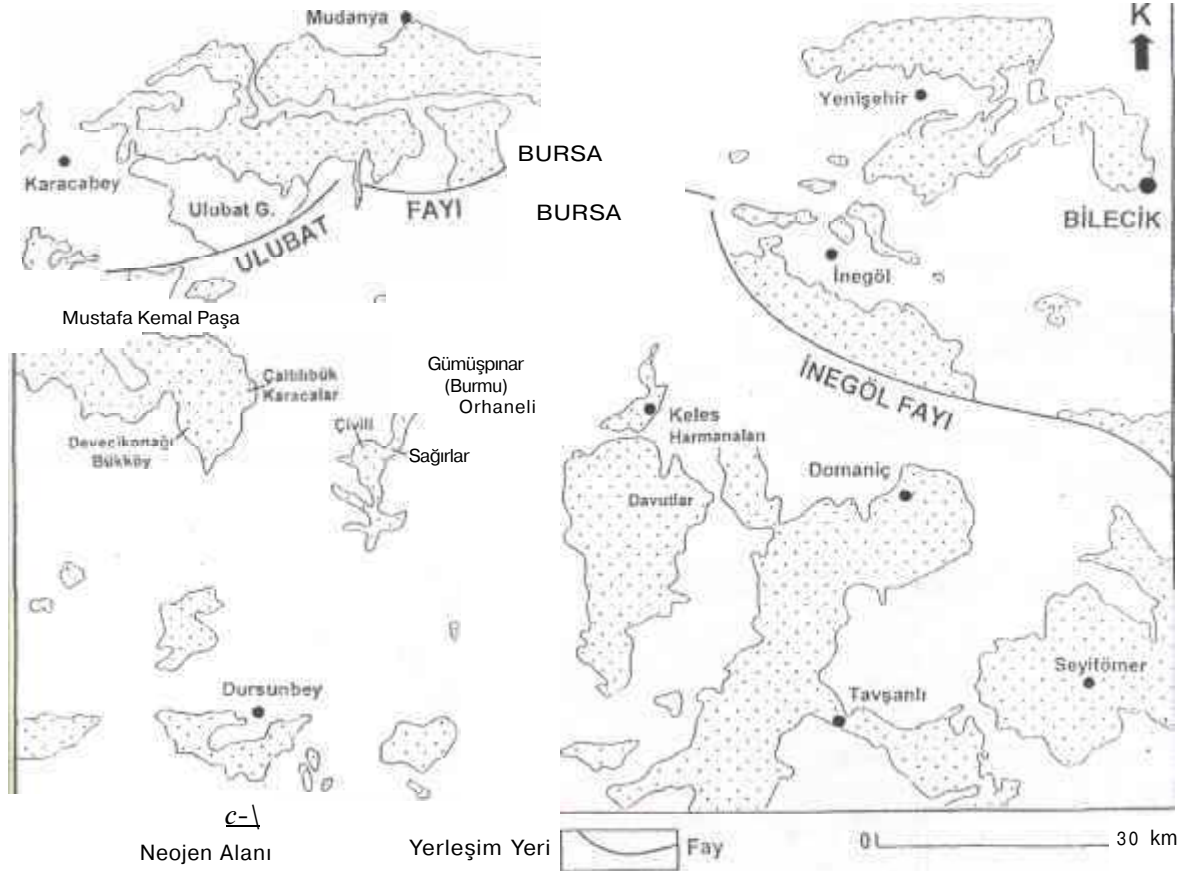 Mudanya
K
Yenişehir
BURSA
Karacabey
Ulubat G.
FAYI
BURSA
BİLECİK
ULUBAT
İnegöl
Mustafa Kemal Paşa
İNEGÖL FAYI
Gümüşpınar
(Burmu)
Orhaneli
Çaltılıbük
Karacalar
Keles
Harmanaları
Çivili
Devecikonağı
Bükköy
Sağırlar
Domaniç
Davutlar
Seyitömer
Dursunbey
Tavşanlı
c-\
Neojen Alanı
Yerleşim Yeri
Fay
0
30 km